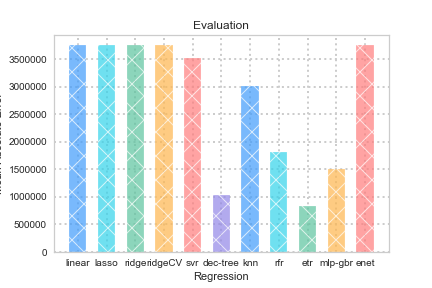 Evaluation
3500000
3000000
2500000
2000000
1500000
1000000
500000
0
linear lasso ridge ridgeCV svr dec-tree knn rfr etr mlp-gbr enet
Regression